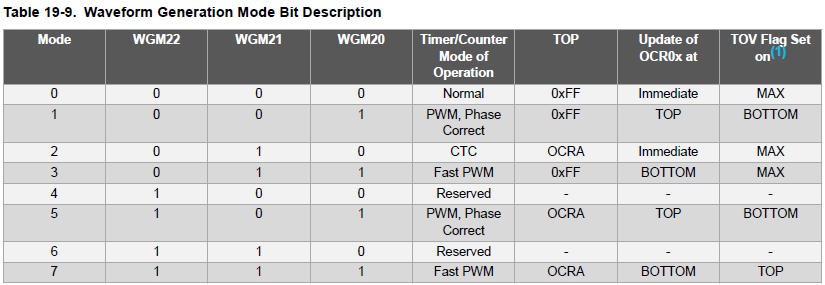 Table 19-9. Waveform Generation Mode Bit Description
Mode WGM22 WGM21 WGM20 Timer/Counter Mode of Operation TOP Update of OCR0x at TOV Flag Set on(1)
0 0 0 0 Normal 0xFF Immediate MAX
1 0 0 1 PWM, Phase Correct 0xFF TOP BOTTOM
2 0 1 0 CTC OCRA Immediate MAX
3 0 1 1 Fast PWM 0xFF BOTTOM MAX
4 1 0 0 Reserved - - -
5 1 0 1 PWM, Phase Correct OCRA TOP BOTTOM
6 1 1 0 Reserved - - -
7 1 1 1 Fast PWM OCRA BOTTOM TOP